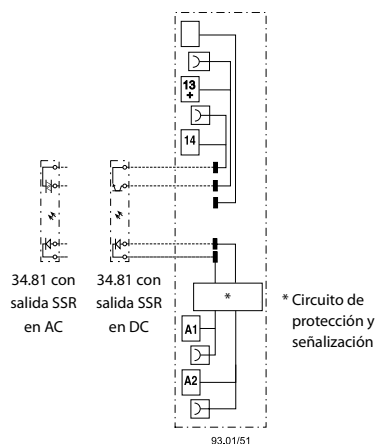 13
+
14
34.81 con
salida SSR
en AC
34.81 con
salida SSR
en DC
*
* Circuito de
protección y
señalización
A1
A2
93.01/51